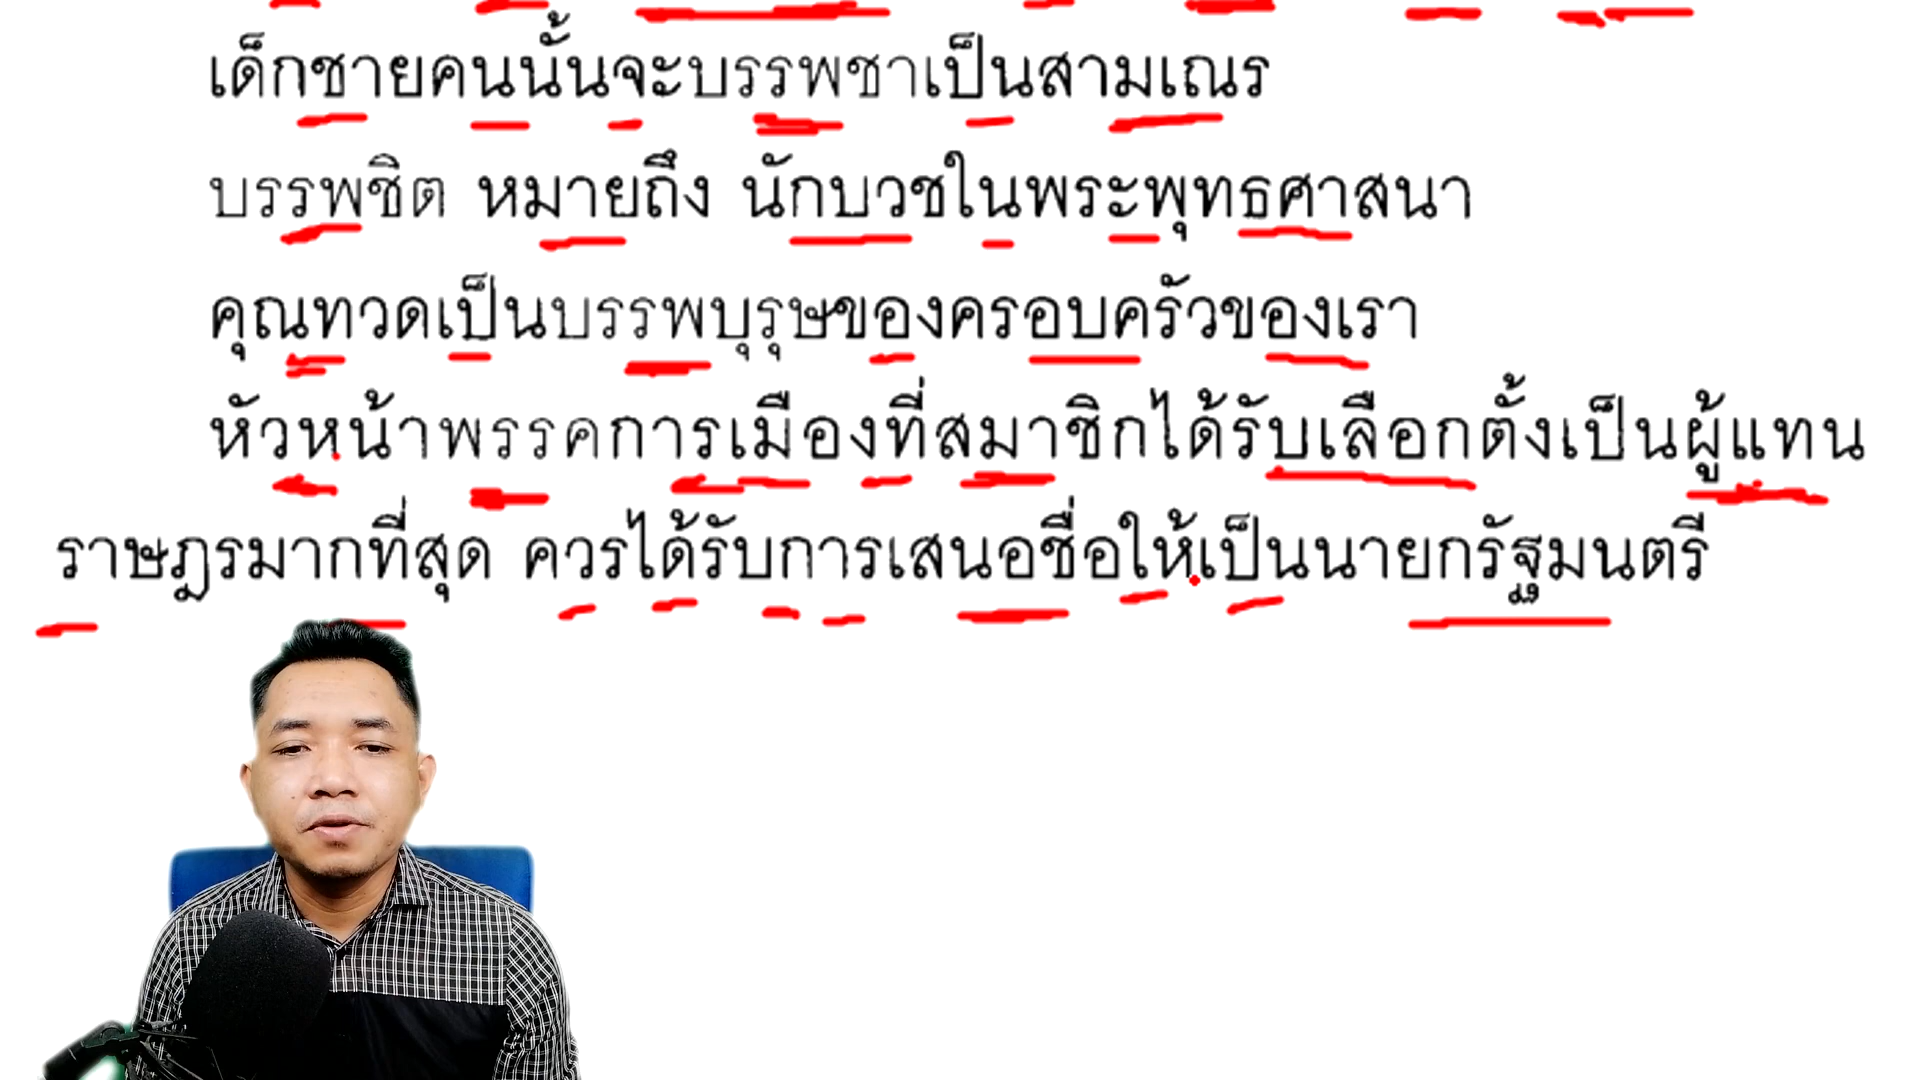 เด็กชายคนนั้นจะบรรพชาเป็นสามเณร
บรรพชิต หมายถึง นักบวชในพระพุทธศาสนา
คุณทวดเป็นบรรพบุรุษของครอบครัวของเรา
หัวหน้าพรรคการเมืองที่สมาชิกได้รับเลือกตั้งเป็นผู้แทน
ราษฎรมากที่สุด ควรได้รับการเสนอชื่อให้เป็นนายกรัฐมนตรี